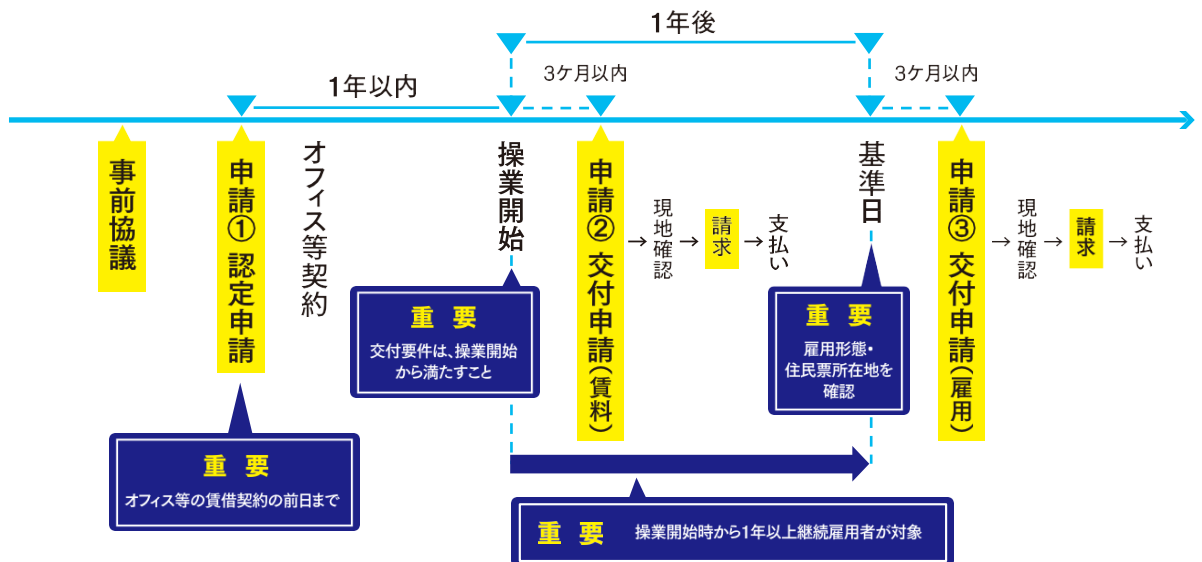 1年後
3ケ月以内
3ケ月以内
1年以内
事前協議
申請① 認定申請
オフィス等契約
操業開始
申請② 交付申請(賃料)
→
現地確認
→
請求
→
支払い
基準日
申請③ 交付申請(雇用)
→
現地確認
→
請求
→
支払い
重 要
交付要件は、操業開始
から満たすこと
重 要
雇用形態・
住民票所在地を
確認
重 要
オフィス等の賃借契約の前日まで
重 要 操業開始時から1年以上継続雇用者が対象